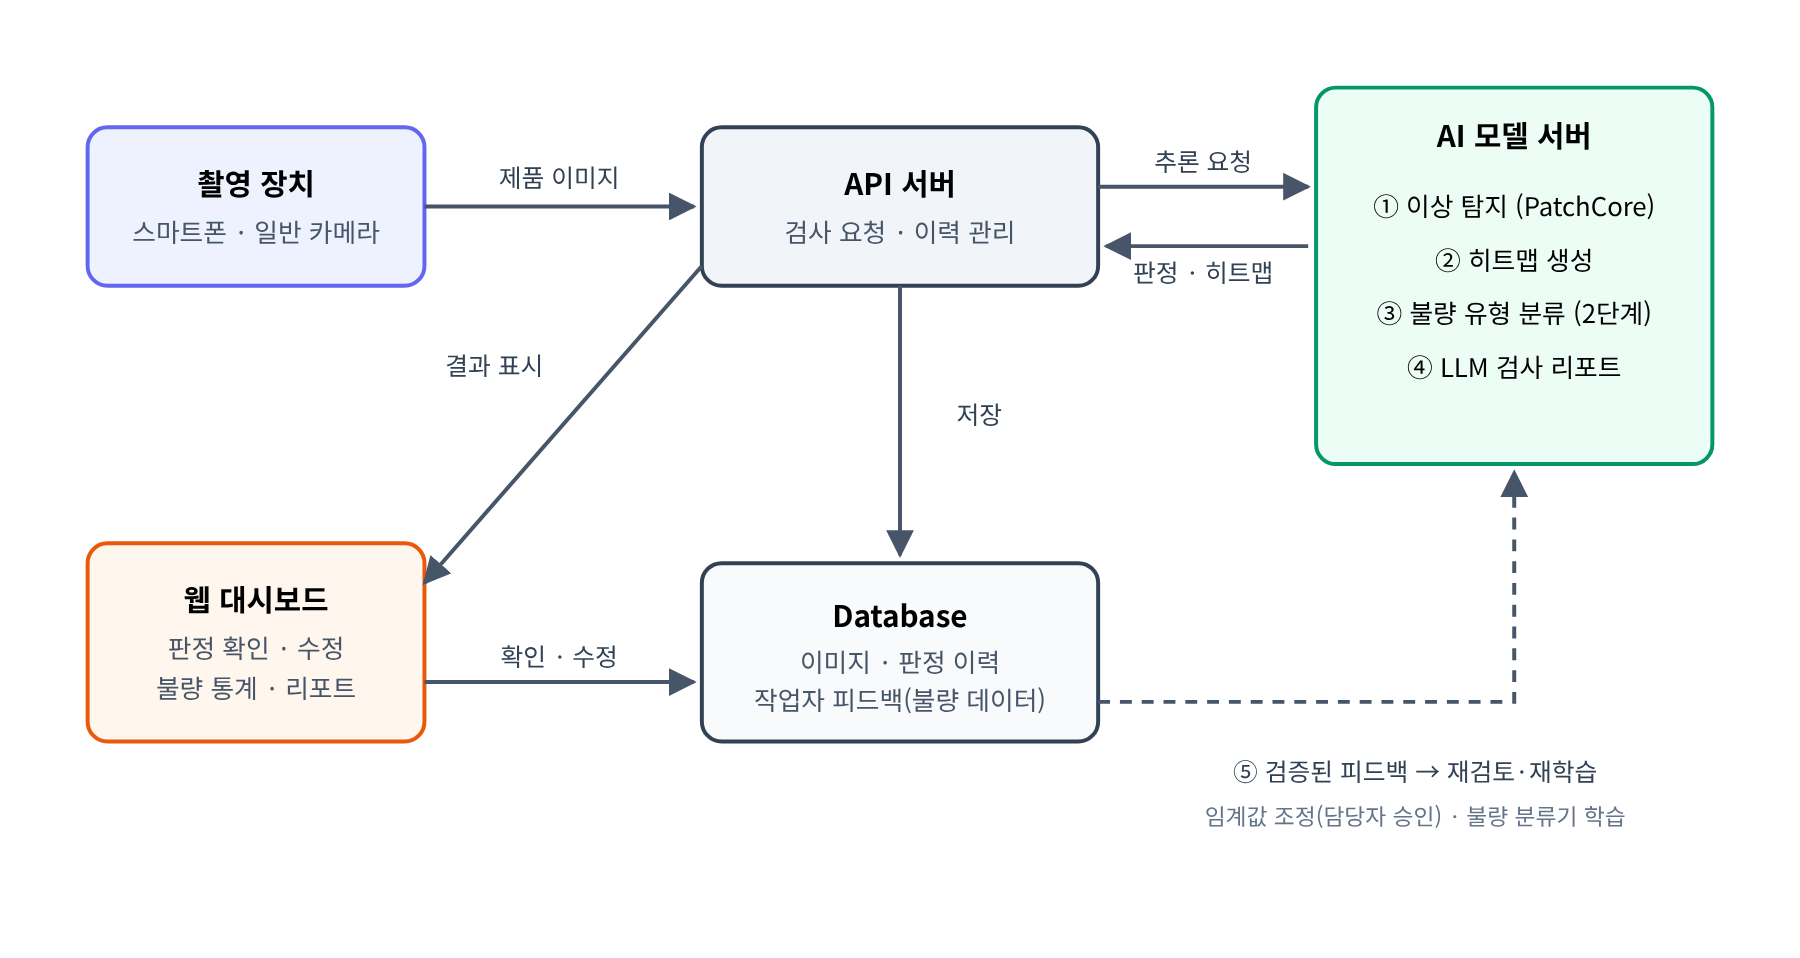 촬영 장치
스마트폰 · 일반 카메라
제품 이미지
API 서버
검사 요청 · 이력 관리
추론 요청
판정 · 히트맵
AI 모델 서버
① 이상 탐지 (PatchCore)
② 히트맵 생성
③ 불량 유형 분류 (2단계)
④ LLM 검사 리포트
결과 표시
저장
웹 대시보드
판정 확인 · 수정
불량 통계 · 리포트
확인 · 수정
Database
이미지 · 판정 이력
작업자 피드백(불량 데이터)
⑤ 검증된 피드백 → 재검토·재학습
임계값 조정(담당자 승인) · 불량 분류기 학습